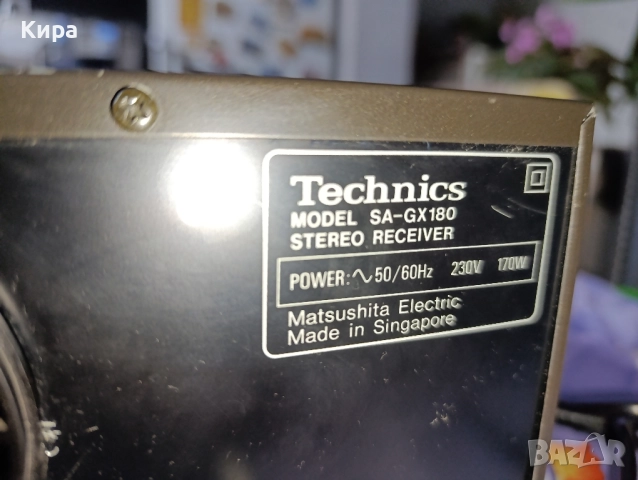 Кира
Technics
MODEL SA-GX180
STEREO RECEIVER
POWER: ∿50/60Hz 230V 170W
Matsushita Electric
Made in Singapore
BAZAR